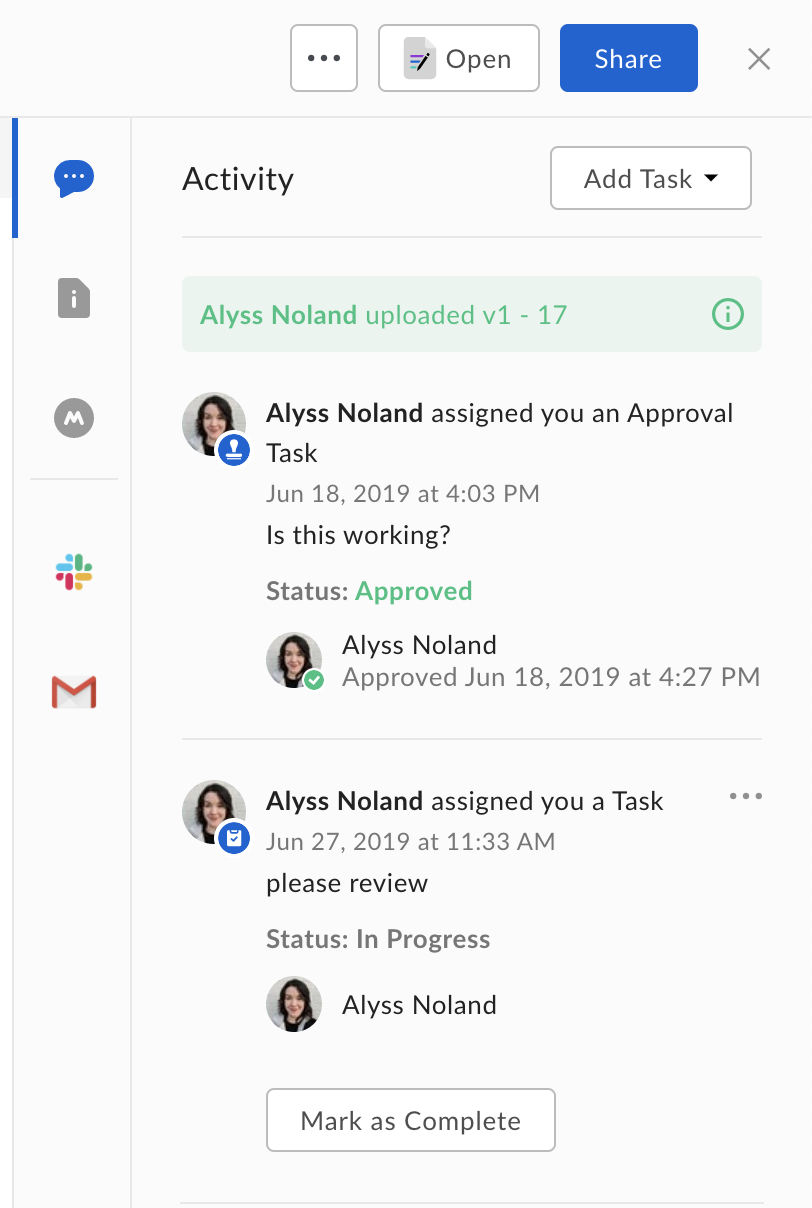 Open
Share
Activity
Add Task
Alyss Noland uploaded v1 - 17
Alyss Noland assigned you an Approval
Task
Jun 18, 2019 at 4:03 PM
Is this working?
Status: Approved
Alyss Noland
Approved Jun 18, 2019 at 4:27 PM
Alyss Noland assigned you a Task
Jun 27, 2019 at 11:33 AM
please review
Status: In Progress
Alyss Noland
Mark as Complete